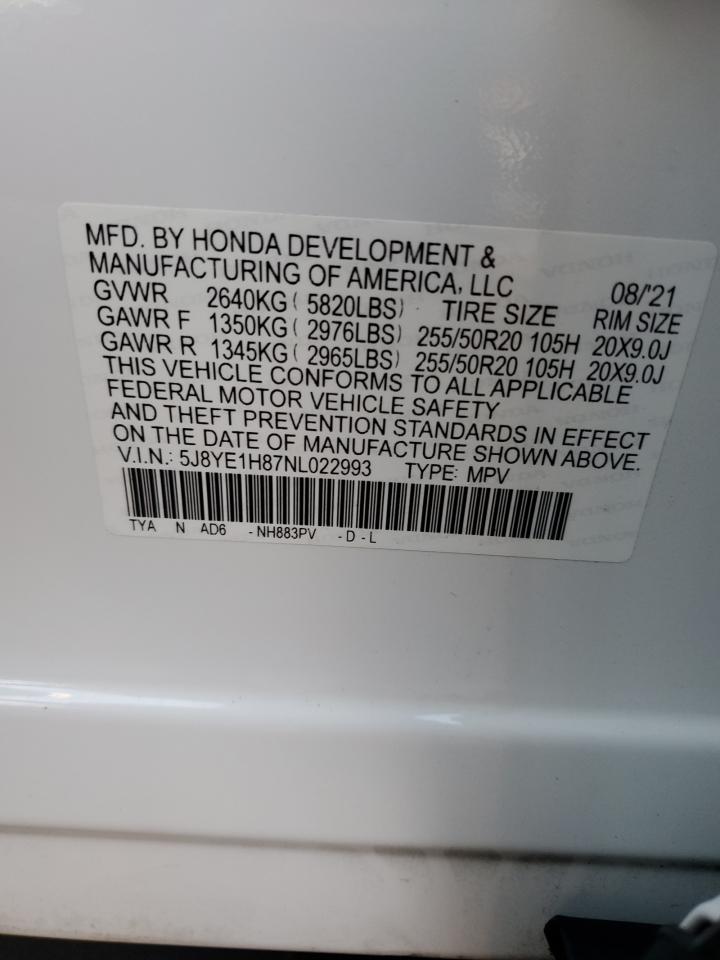 MFD. BY HONDA DEVELOPMENT &
MANUFACTURING OF AMERICA, LLC 08/'21
GVWR 2640KG ( 5820LBS) TIRE SIZE RIM SIZE
GAWR F 1350KG ( 2976LBS) 255/50R20 105H 20X9.0J
GAWR R 1345KG ( 2965LBS) 255/50R20 105H 20X9.0J
THIS VEHICLE CONFORMS TO ALL APPLICABLE
FEDERAL MOTOR VEHICLE SAFETY
AND THEFT PREVENTION STANDARDS IN EFFECT
ON THE DATE OF MANUFACTURE SHOWN ABOVE.
V.I.N.: 5J8YE1H87NL022993 TYPE: MPV
TYA N AD6 -NH883PV -D-L
HONDA